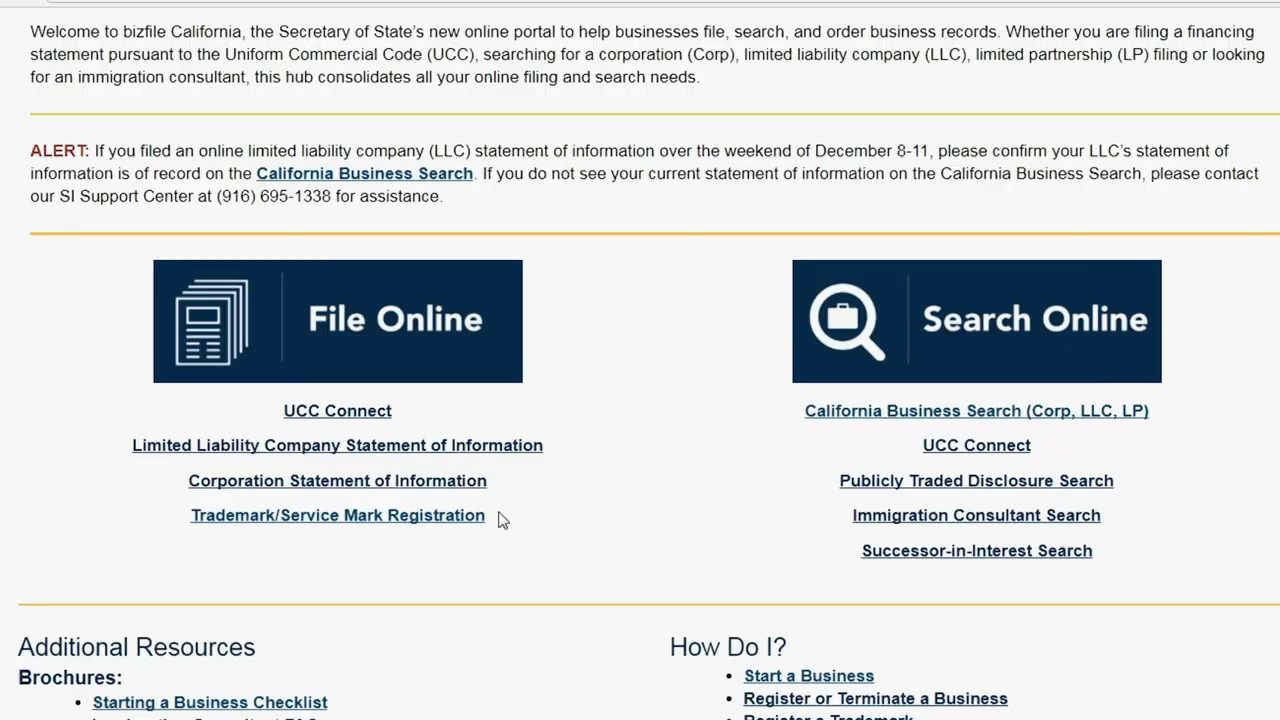 Welcome to bizfile California, the Secretary of State's new online portal to help businesses file, search, and order business records. Whether you are filing a financing
statement pursuant to the Uniform Commercial Code (UCC), searching for a corporation (Corp), limited liability company (LLC), limited partnership (LP) filing or looking
for an immigration consultant, this hub consolidates all your online filing and search needs.
ALERT: If you filed an online limited liability company (LLC) statement of information over the weekend of December 8-11, please confirm your LLC's statement of
information is of record on the California Business Search. If you do not see your current statement of information on the California Business Search, please contact
our SI Support Center at (916) 695-1338 for assistance.
File Online
UCC Connect
Limited Liability Company Statement of Information
Corporation Statement of Information
Trademark/Service Mark Registration
Search Online
California Business Search (Corp, LLC, LP)
UCC Connect
Publicly Traded Disclosure Search
Immigration Consultant Search
Successor-in-Interest Search
Additional Resources
Brochures:
Starting a Business Checklist
How Do I?
Start a Business
Register or Terminate a Business
Register a Trademark